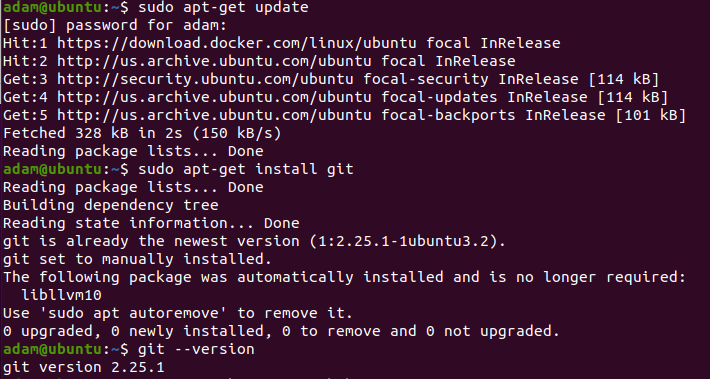 adam@ubuntu:~$ sudo apt-get update
[sudo] password for adam:
Hit:1 https://download.docker.com/linux/ubuntu focal InRelease
Hit:2 http://us.archive.ubuntu.com/ubuntu focal InRelease
Get:3 http://security.ubuntu.com/ubuntu focal-security InRelease [114 kB]
Get:4 http://us.archive.ubuntu.com/ubuntu focal-updates InRelease [114 kB]
Get:5 http://us.archive.ubuntu.com/ubuntu focal-backports InRelease [101 kB]
Fetched 328 kB in 2s (150 kB/s)
Reading package lists... Done
adam@ubuntu:~$ sudo apt-get install git
Reading package lists... Done
Building dependency tree
Reading state information... Done
git is already the newest version (1:2.25.1-1ubuntu3.2).
git set to manually installed.
The following package was automatically installed and is no longer required:
  libllvm10
Use 'sudo apt autoremove' to remove it.
0 upgraded, 0 newly installed, 0 to remove and 0 not upgraded.
adam@ubuntu:~$ git --version
git version 2.25.1